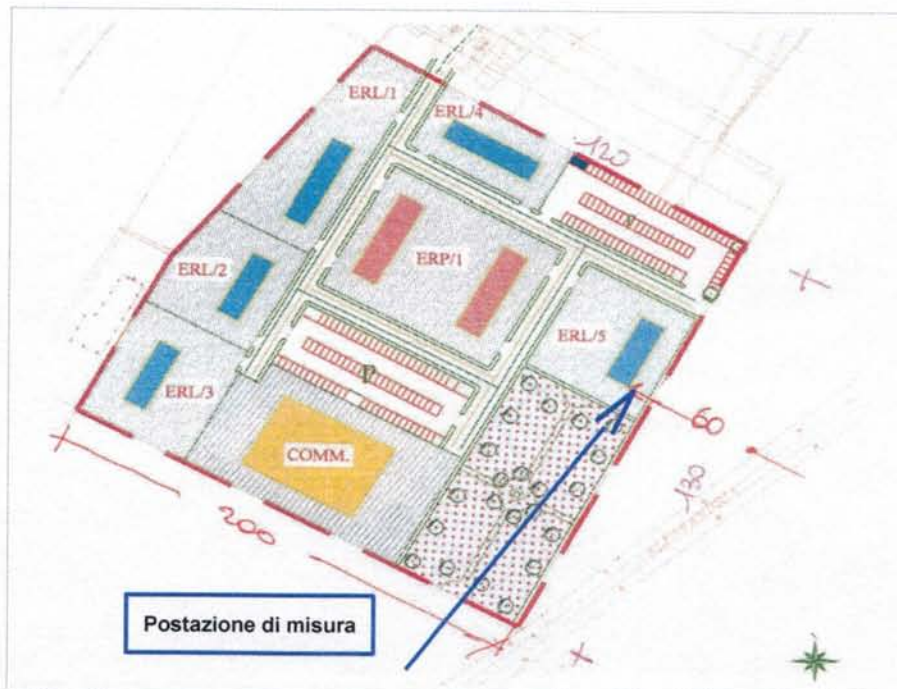 ERL/1
ERL/4
120
ERL/2
ERP/1
ERL/5
P
ERL/3
60
COMM.
130
200
Postazione di misura